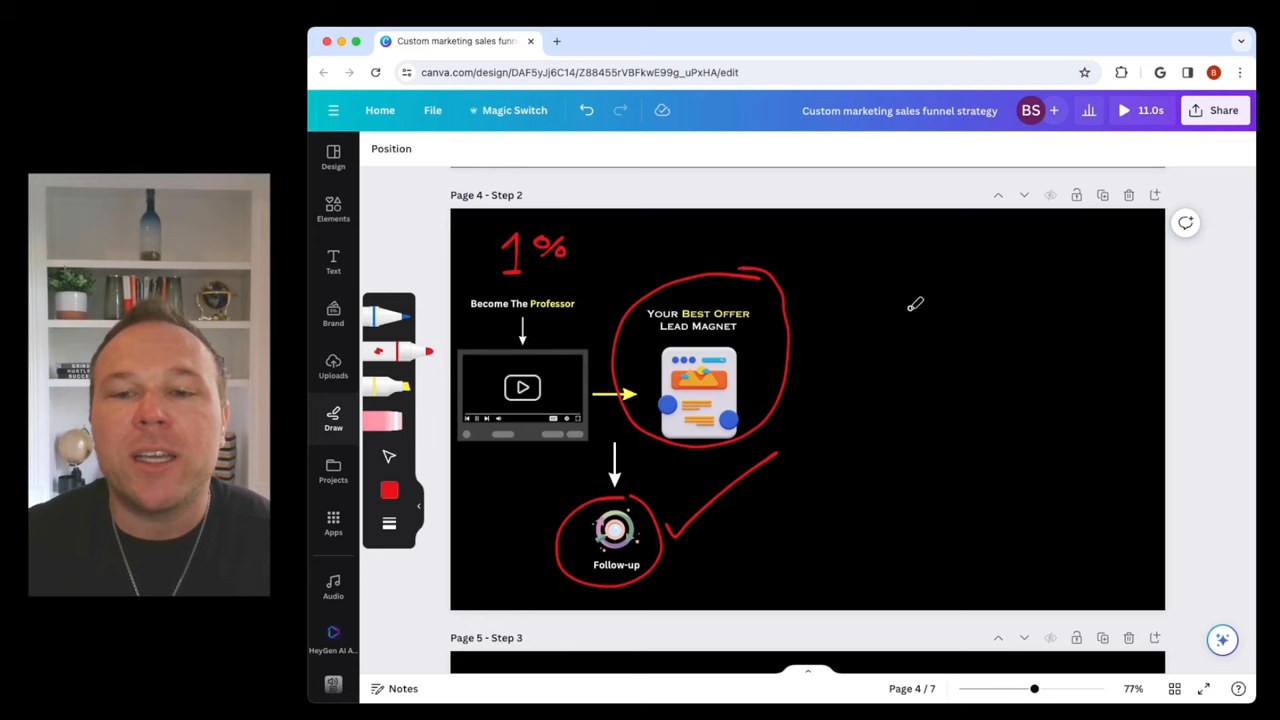 Custom marketing sales funn
canva.com/design/DAF5yJj6C14/Z88455rVBFkwE99g_uPxHA/edit
B
Home
File
Magic Switch
Custom marketing sales funnel strategy
BS
11.0s
Share
Position
Design
Elements
Text
Brand
Uploads
Draw
Projects
Apps
Audio
HeyGen AI A...
Page 4 - Step 2
1%
Become The Professor
YOUR BEST OFFER
LEAD MAGNET
Follow-up
Page 5 - Step 3
Notes
Page 4 / 7
77%